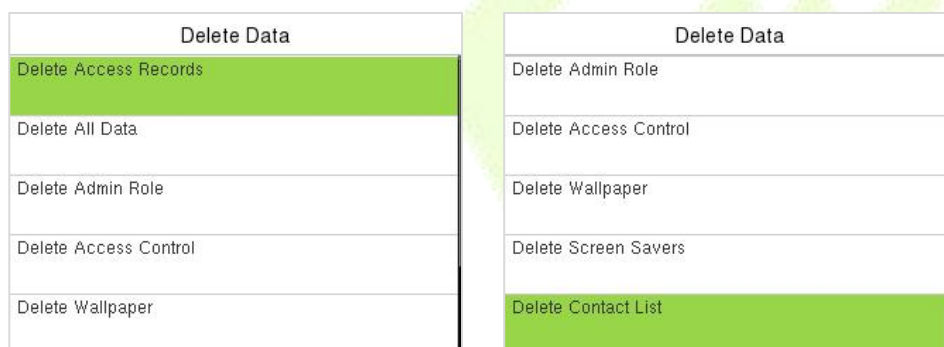 Delete Data
Delete Access Records
Delete All Data
Delete Admin Role
Delete Access Control
Delete Wallpaper
Delete Data
Delete Admin Role
Delete Access Control
Delete Wallpaper
Delete Screen Savers
Delete Contact List